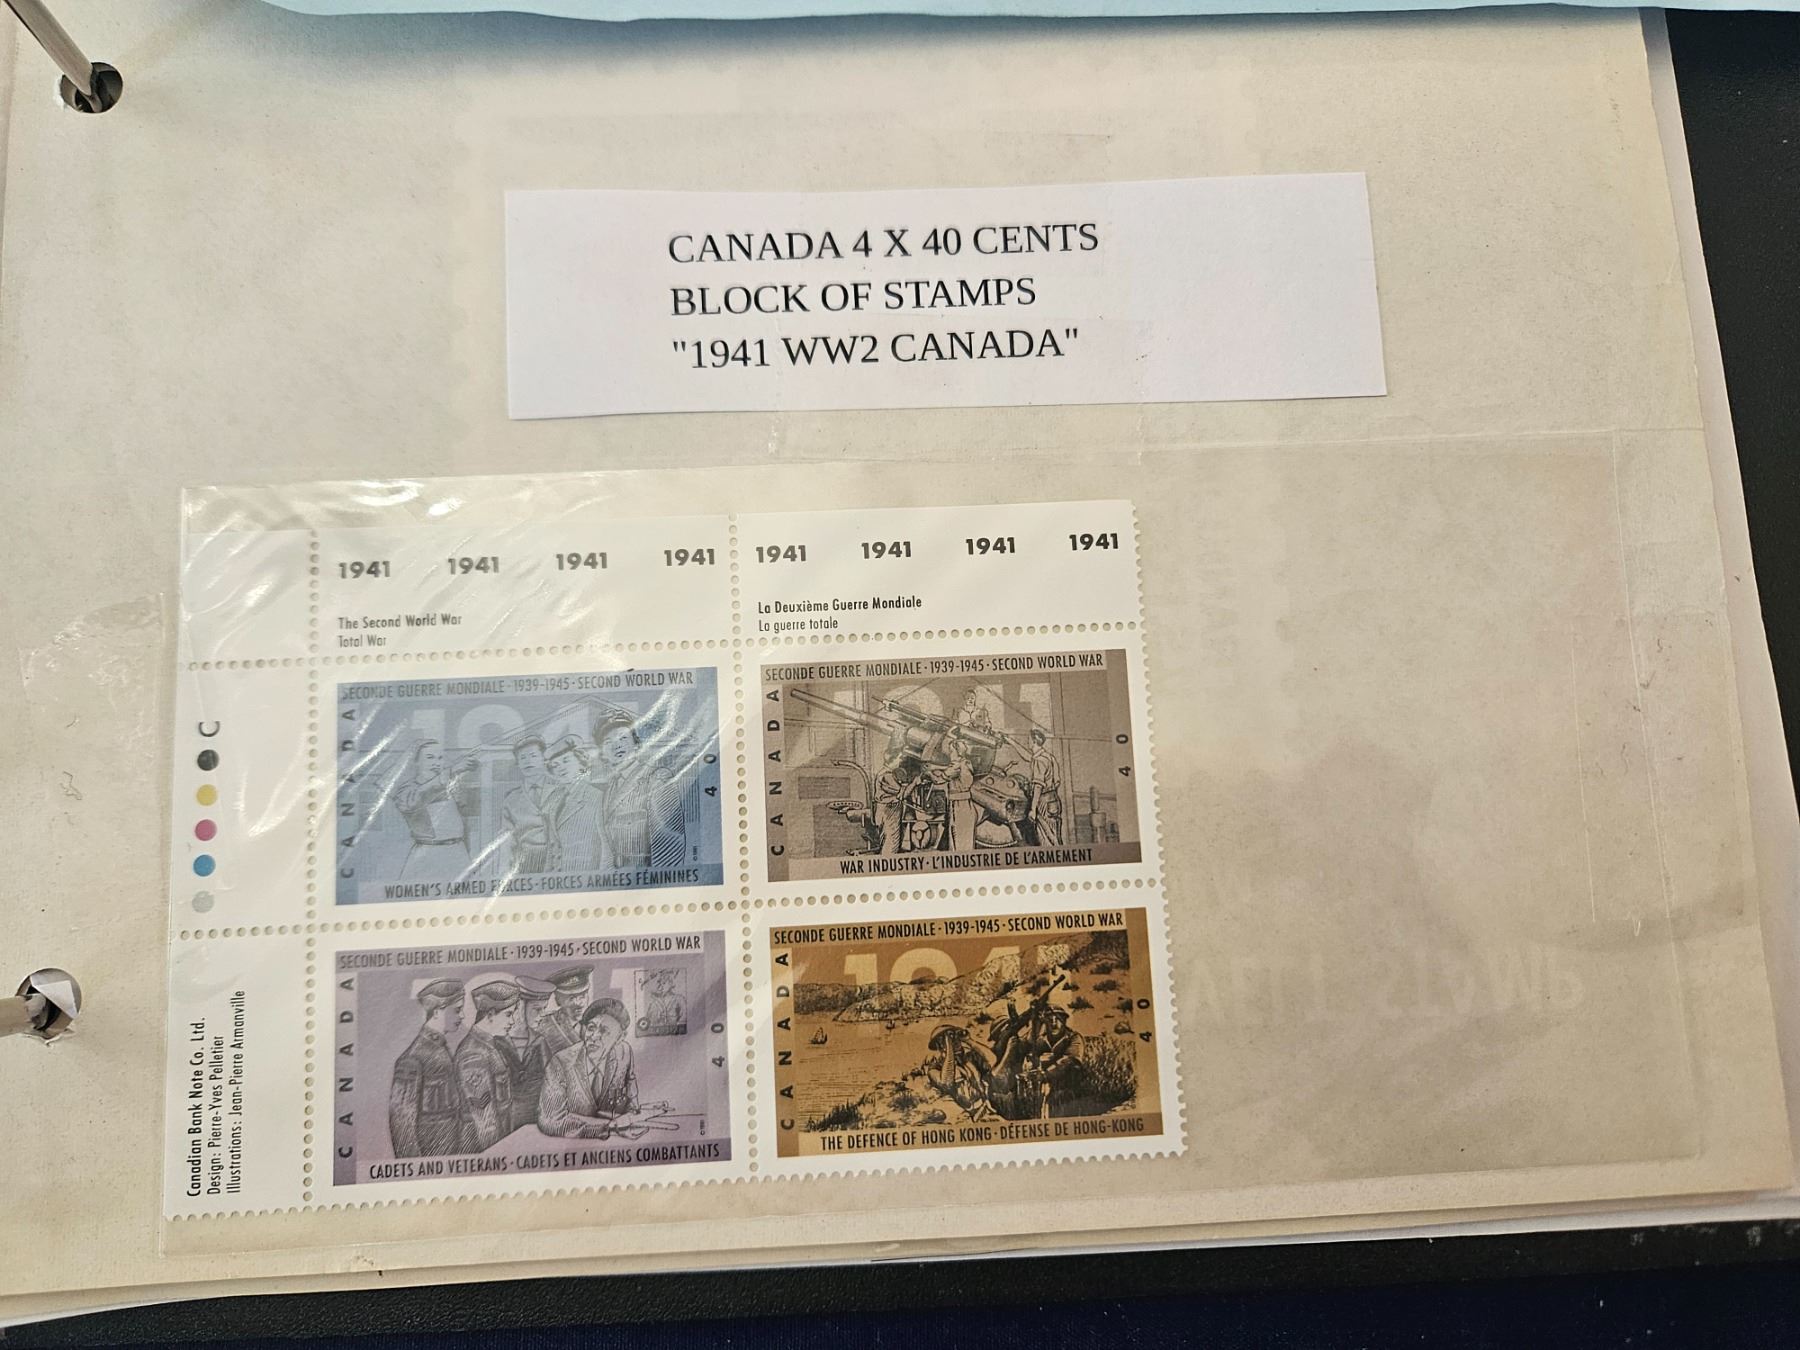 CANADA 4 X 40 CENTS
BLOCK OF STAMPS
"1941 WW2 CANADA"
1941 1941 1941 1941
The Second World War
Total War
1941 1941 1941 1941
La Deuxième Guerre Mondiale
La guerre totale
C
SECONDE GUERRE MONDIALE · 1939-1945 · SECOND WORLD WAR
1941
CANADA
40
WOMEN'S ARMED FORCES · FORCES ARMÉES FÉMININES
SECONDE GUERRE MONDIALE · 1939-1945 · SECOND WORLD WAR
1941
CANADA
40
WAR INDUSTRY · L'INDUSTRIE DE L'ARMEMENT
Canadian Bank Note Co. Ltd.
Design: Pierre-Yves Pelletier
Illustrations: Jean-Pierre Armanville
SECONDE GUERRE MONDIALE · 1939-1945 · SECOND WORLD WAR
1941
CANADA
40
CADETS AND VETERANS · CADETS ET ANCIENS COMBATTANTS
SECONDE GUERRE MONDIALE · 1939-1945 · SECOND WORLD WAR
1941
CANADA
40
THE DEFENCE OF HONG KONG · DÉFENSE DE HONG-KONG